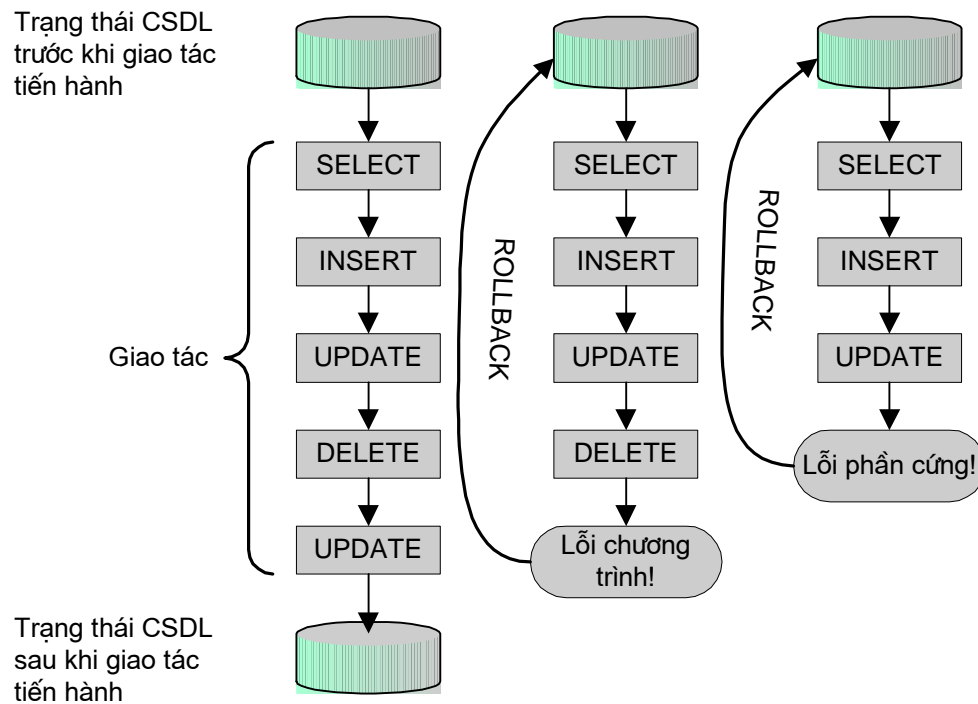 Trạng thái CSDL
trước khi giao tác
tiến hành
Giao tác
SELECT
INSERT
UPDATE
DELETE
UPDATE
Trạng thái CSDL
sau khi giao tác
tiến hành
ROLLBACK
SELECT
INSERT
UPDATE
DELETE
Lỗi chương
trình!
ROLLBACK
SELECT
INSERT
UPDATE
Lỗi phần cứng!